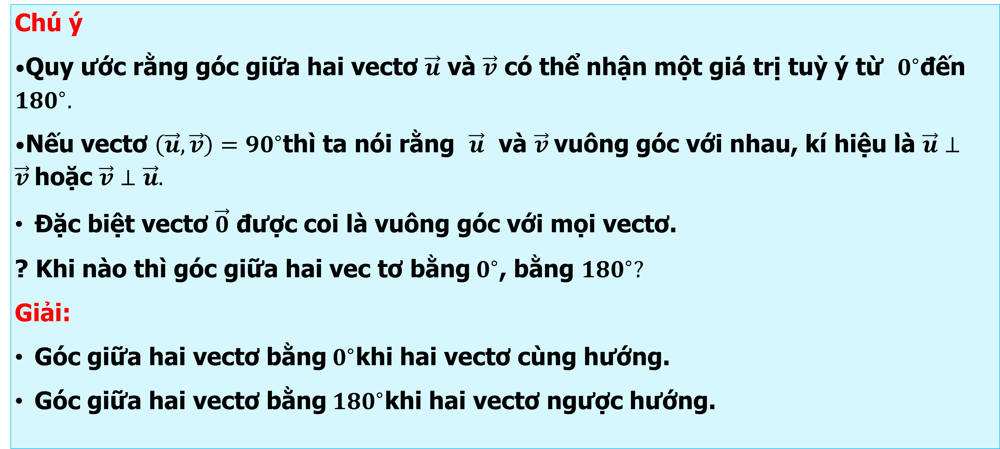 Chú ý
•Quy ước rằng góc giữa hai vectơ $\vec{u}$ và $\vec{v}$ có thể nhận một giá trị tuỳ ý từ 0°đến
180°.
•Nếu vectơ ($\vec{u}$, $\vec{v}$) = 90°thì ta nói rằng $\vec{u}$ và $\vec{v}$ vuông góc với nhau, kí hiệu là $\vec{u}$ ⊥
$\vec{v}$ hoặc $\vec{v}$ ⊥ $\vec{u}$.
• Đặc biệt vectơ $\vec{0}$ được coi là vuông góc với mọi vectơ.
? Khi nào thì góc giữa hai vec tơ bằng 0°, bằng 180°?
Giải:
• Góc giữa hai vectơ bằng 0°khi hai vectơ cùng hướng.
• Góc giữa hai vectơ bằng 180°khi hai vectơ ngược hướng.